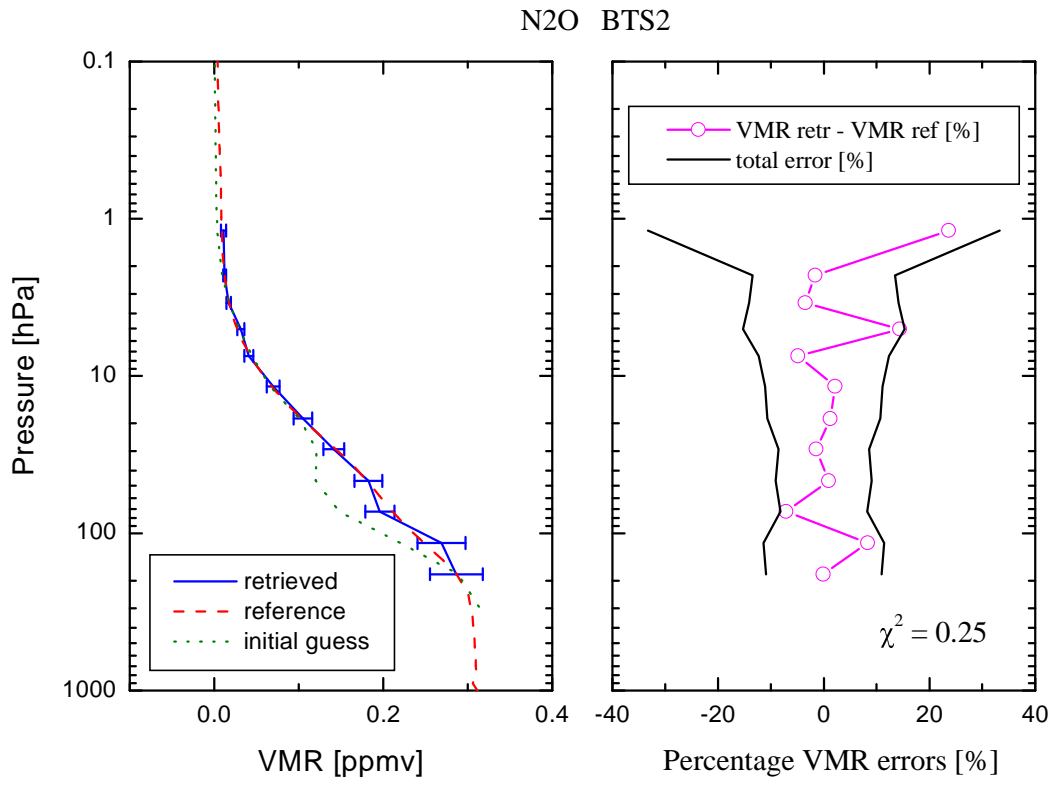 N2O BTS2
0.1
1
10
100
1000
Pressure [hPa]
retrieved
reference
initial guess
0.0
0.2
0.4
VMR [ppmv]
VMR retr - VMR ref [%]
total error [%]
χ² = 0.25
-40
-20
0
20
40
Percentage VMR errors [%]